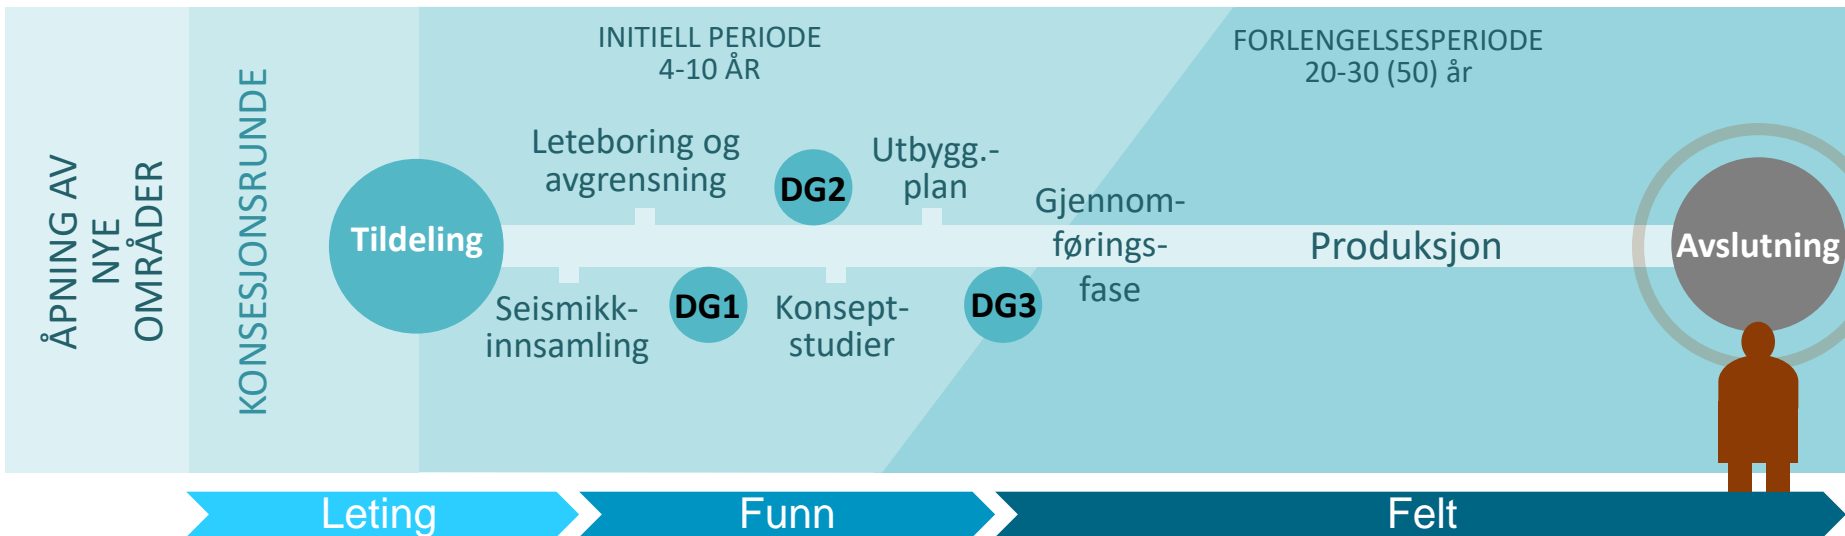 ÅPNING AV
NYE
OMRÅDER
KONSESJONSRUNDE
INITIELL PERIODE
4-10 ÅR
FORLENGELSESPERIODE
20-30 (50) år
Tildeling
Leteboring og
avgrensning
Seismikk-
innsamling
DG1
DG2
Konsept-
studier
Utbygg.-
plan
DG3
Gjennom-
førings-
fase
Produksjon
Avslutning
Leting
Funn
Felt